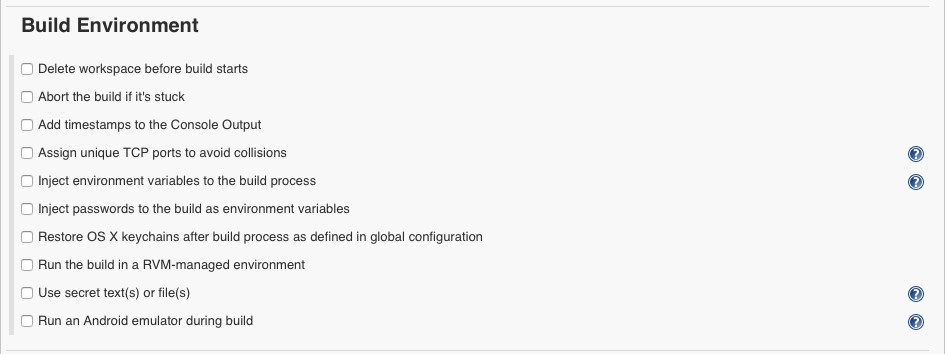 Build Environment
Delete workspace before build starts
Abort the build if it's stuck
Add timestamps to the Console Output
Assign unique TCP ports to avoid collisions
?
Inject environment variables to the build process
?
Inject passwords to the build as environment variables
Restore OS X keychains after build process as defined in global configuration
Run the build in a RVM-managed environment
Use secret text(s) or file(s)
?
Run an Android emulator during build
?